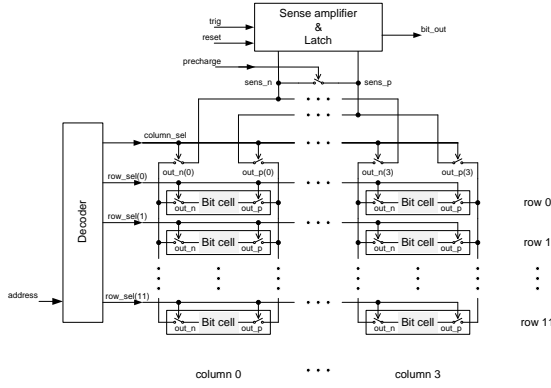 Sense amplifier
&
Latch
trig
reset
bit_out
precharge
sens_n
sens_p
column_sel
out_n(0)
out_p(0)
out_n(3)
out_p(3)
row_sel(0)
Bit cell
out_n
out_p
Bit cell
out_n
out_p
row 0
row_sel(1)
Bit cell
out_n
out_p
Bit cell
out_n
out_p
row 1
Decoder
address
row_sel(11)
Bit cell
out_n
out_p
Bit cell
out_n
out_p
row 11
column 0
column 3